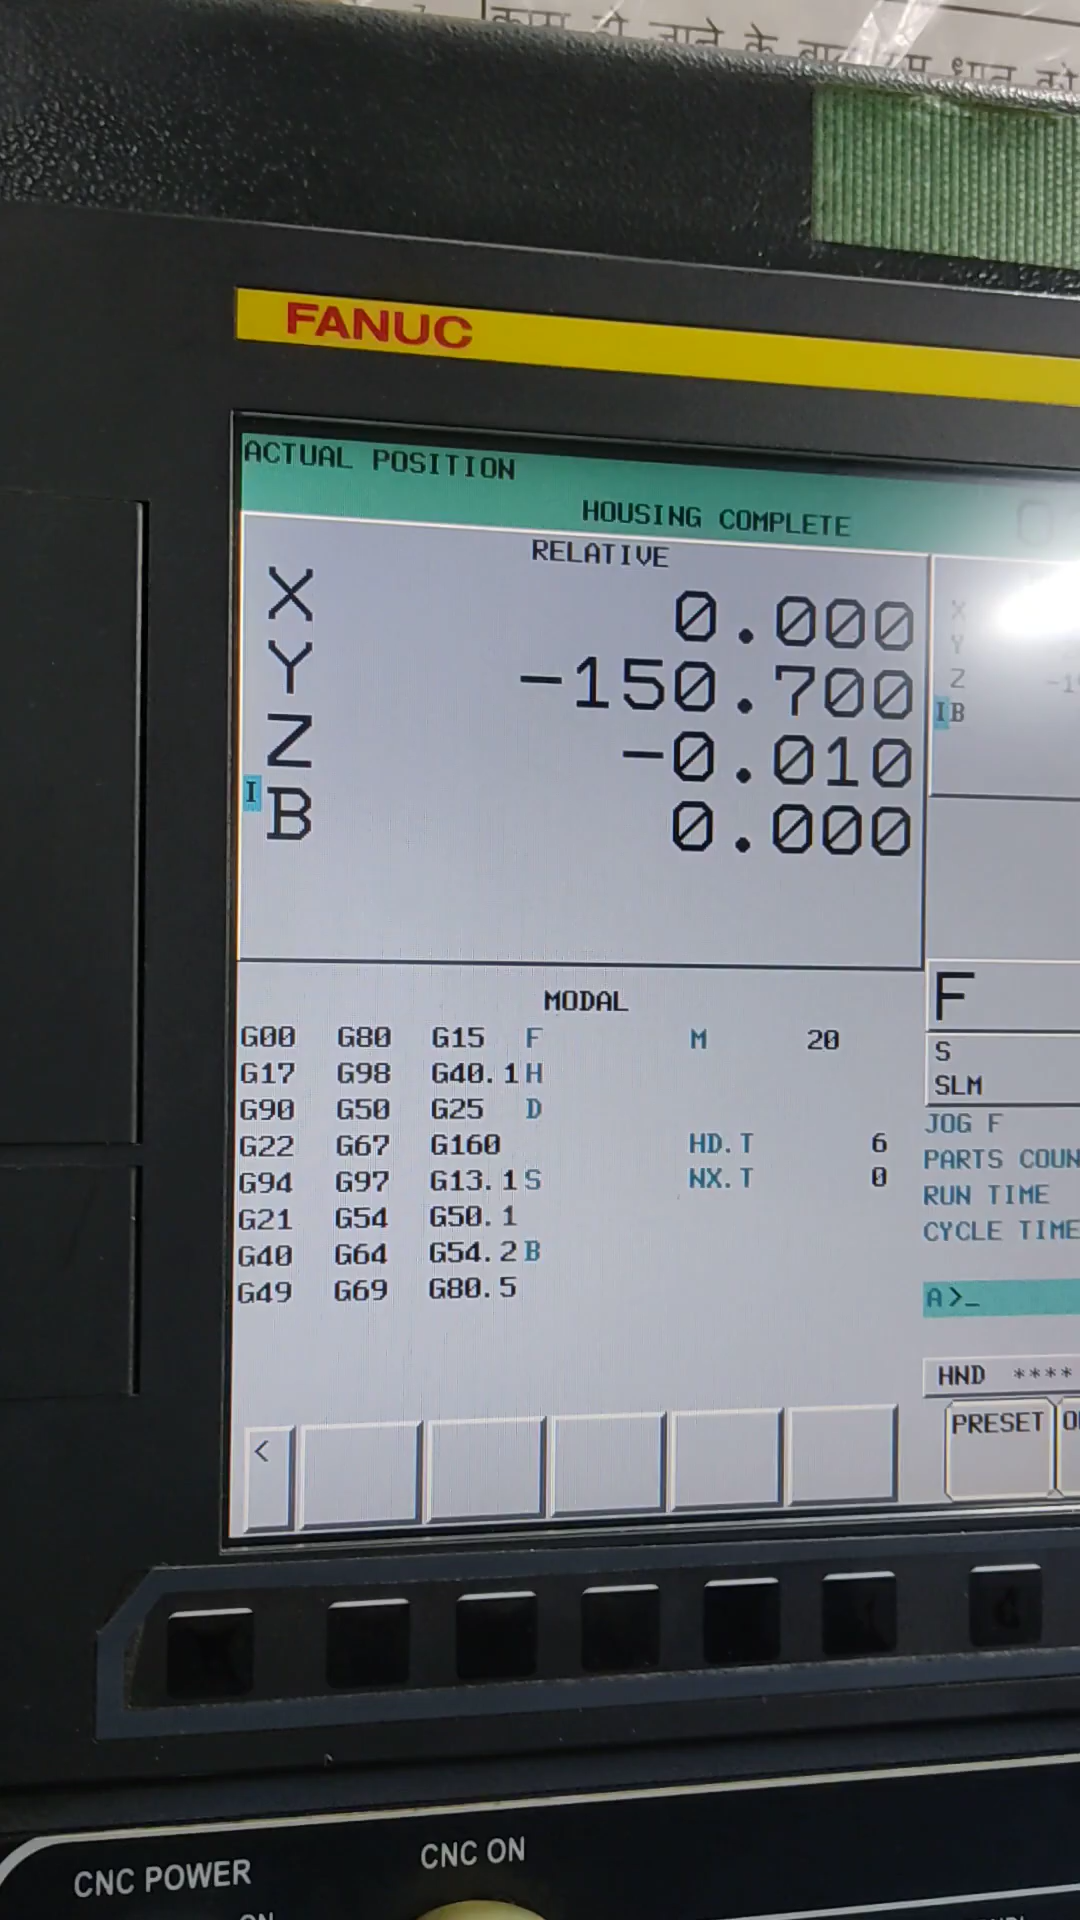 काम
जाने के
FANUC
ACTUAL POSITION
HOUSING COMPLETE
RELATIVE
X 0.000
Y -150.700
Z -0.010
I B 0.000
X
Y
Z
I B
MODAL
G00 G80 G15 F M 20
G17 G98 G40.1 H
G90 G50 G25 D
G22 G67 G160 HD.T 6
G94 G97 G13.1 S NX.T 0
G21 G54 G50.1
G40 G64 G54.2 B
G49 G69 G80.5
F
S
SLM
JOG F
PARTS COUN
RUN TIME
CYCLE TIME
A>_
HND ****
< PRESET
CNC POWER
CNC ON
ON